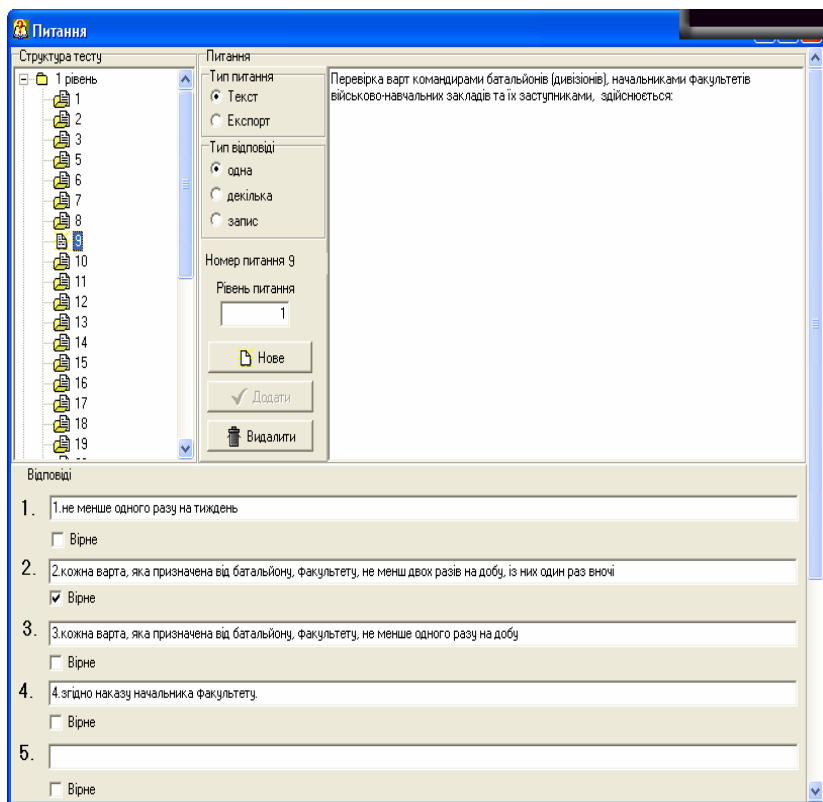 Питання
Структура тесту
1 рівень
1
2
3
5
6
7
8
9
10
11
12
13
14
15
16
17
18
19
Питання
Тип питання
Текст
Експорт
Тип відповіді
одна
декілька
запис
Номер питання 9
Рівень питання
1
Нове
Додати
Видалити
Перевірка варт командирами батальйонів (дивізіонів), начальниками факультетів
військово-навчальних закладів та їх заступниками, здійснюється:
Відповіді
1. 1.не менше одного разу на тиждень
Вірне
2. 2.кожна варта, яка призначена від батальйону, факультету, не менш двох разів на добу, із них один раз вночі
Вірне
3. 3.кожна варта, яка призначена від батальйону, факультету, не менше одного разу на добу
Вірне
4. 4.згідно наказу начальника факультету.
Вірне
5.
Вірне